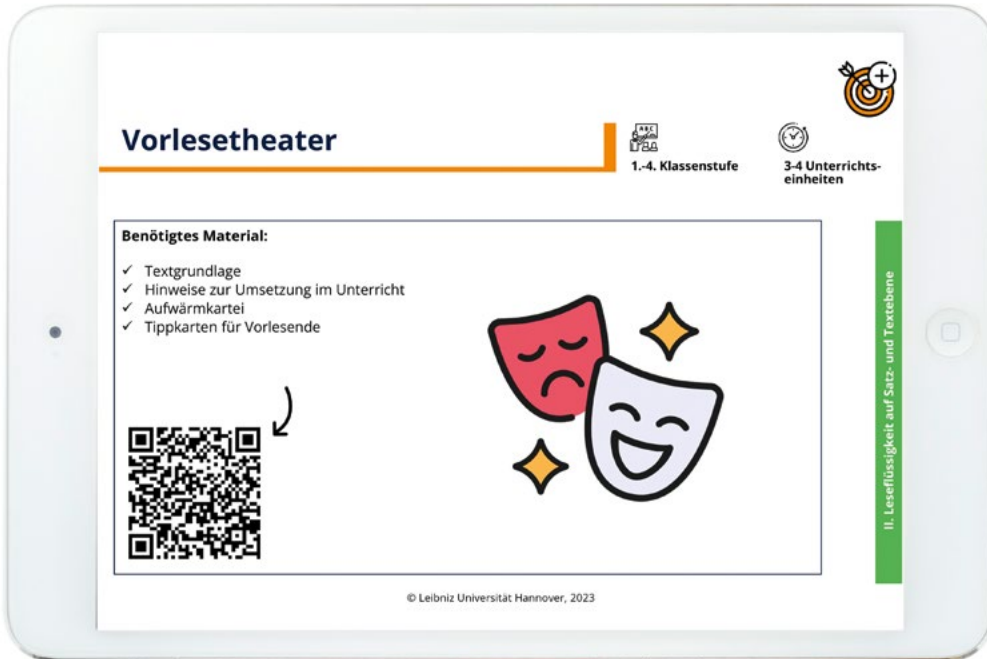 Vorlesetheater
ABC
1.-4. Klassenstufe
3-4 Unterrichts-
einheiten
Benötigtes Material:
✓ Textgrundlage
✓ Hinweise zur Umsetzung im Unterricht
✓ Aufwärmkartei
✓ Tippkarten für Vorlesende
II. Leseflüssigkeit auf Satz- und Textebene
© Leibniz Universität Hannover, 2023